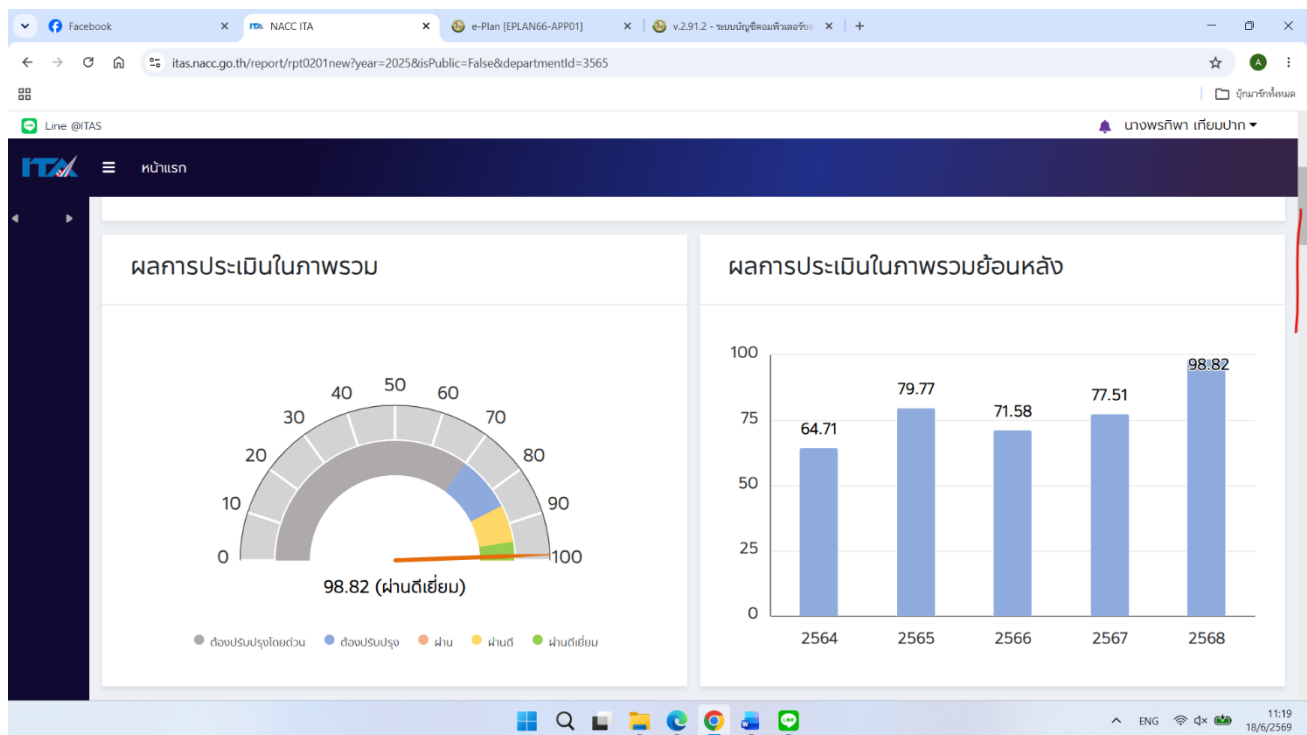 Facebook
NACC ITA
e-Plan [EPLAN66-APP01]
v.2.91.2 - ระบบบัญชีคอมพิวเตอร์ของ
itas.nacc.go.th/report/rpt0201new?year=2025&isPublic=False&departmentId=3565
A
บุ๊กมาร์กทั้งหมด
Line @ITAS
นางพรทิพา เทียมปาก
ITA
หน้าแรก
ผลการประเมินในภาพรวม
0
10
20
30
40
50
60
70
80
90
100
98.82 (ผ่านดีเยี่ยม)
ต้องปรับปรุงโดยด่วน ต้องปรับปรุง ผ่าน ผ่านดี ผ่านดีเยี่ยม
ผลการประเมินในภาพรวมย้อนหลัง
100
75
50
25
0
64.71
79.77
71.58
77.51
98.82
2564 2565 2566 2567 2568
ENG
11:19
18/6/2569